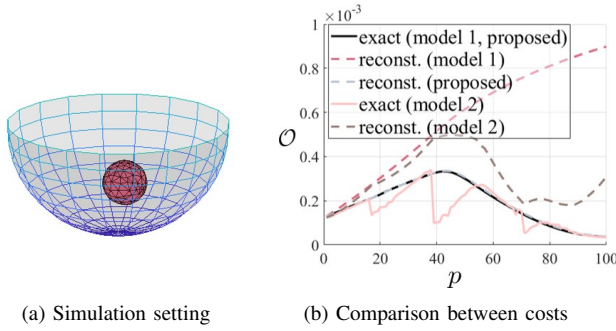 ×10⁻³
1
0.8
0.6
0.4
0.2
0
O
exact (model 1, proposed)
reconst. (model 1)
reconst. (proposed)
exact (model 2)
reconst. (model 2)
0 20 40 60 80 100
p
(a) Simulation setting
(b) Comparison between costs